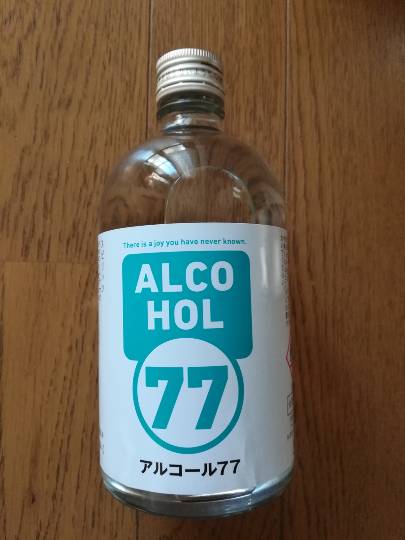 There is a joy you have never known.
ALCO
HOL
77
アルコール77